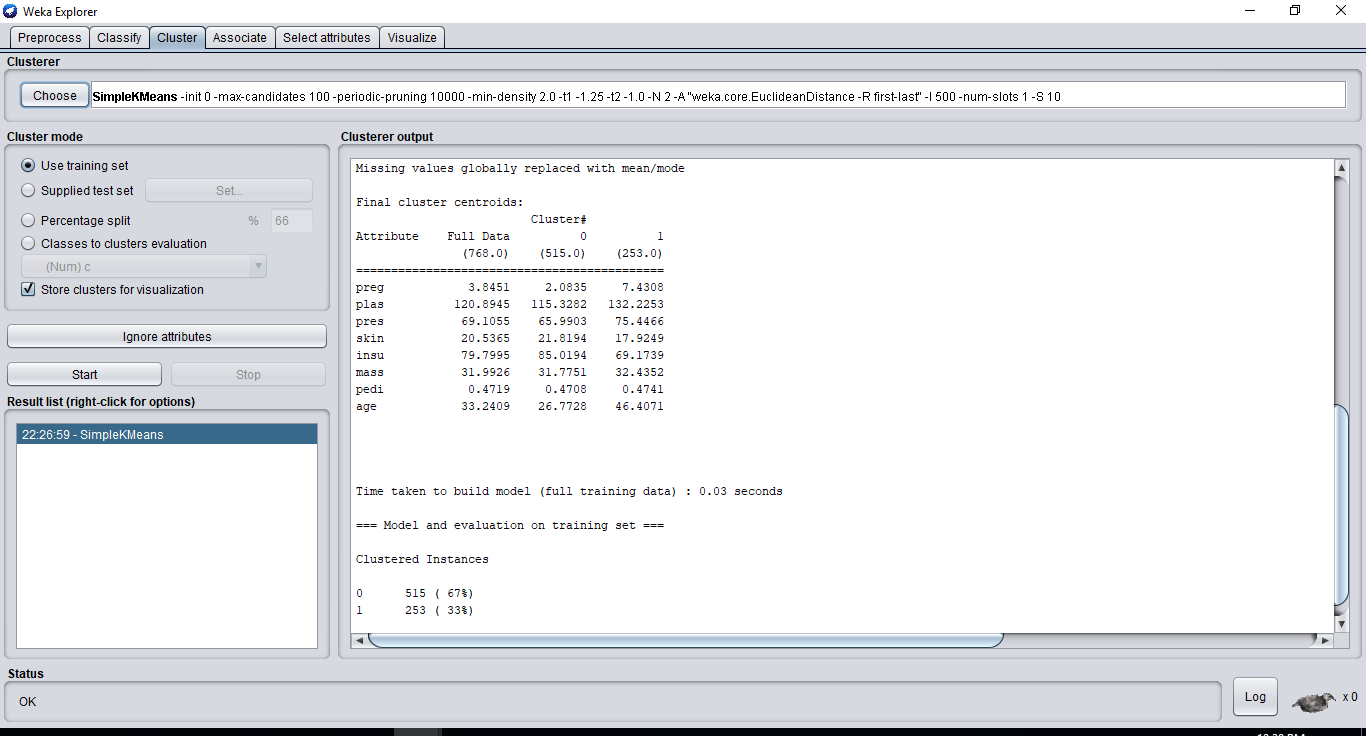 Weka Explorer
Preprocess Classify Cluster Associate Select attributes Visualize
Clusterer
Choose SimpleKMeans -init 0 -max-candidates 100 -periodic-pruning 10000 -min-density 2.0 -t1 -1.25 -t2 -1.0 -N 2 -A "weka.core.EuclideanDistance -R first-last" -I 500 -num-slots 1 -S 10
Cluster mode
Use training set
Supplied test set Set...
Percentage split % 66
Classes to clusters evaluation
(Num) c
Store clusters for visualization
Ignore attributes
Start Stop
Result list (right-click for options)
22:26:59 - SimpleKMeans
Clusterer output
Missing values globally replaced with mean/mode
Final cluster centroids:
Cluster#
Attribute Full Data 0 1
(768.0) (515.0) (253.0)
============================================
preg 3.8451 2.0835 7.4308
plas 120.8945 115.3282 132.2253
pres 69.1055 65.9903 75.4466
skin 20.5365 21.8194 17.9249
insu 79.7995 85.0194 69.1739
mass 31.9926 31.7751 32.4352
pedi 0.4719 0.4708 0.4741
age 33.2409 26.7728 46.4071
Time taken to build model (full training data) : 0.03 seconds
=== Model and evaluation on training set ===
Clustered Instances
0 515 ( 67%)
1 253 ( 33%)
Status
OK
Log x 0